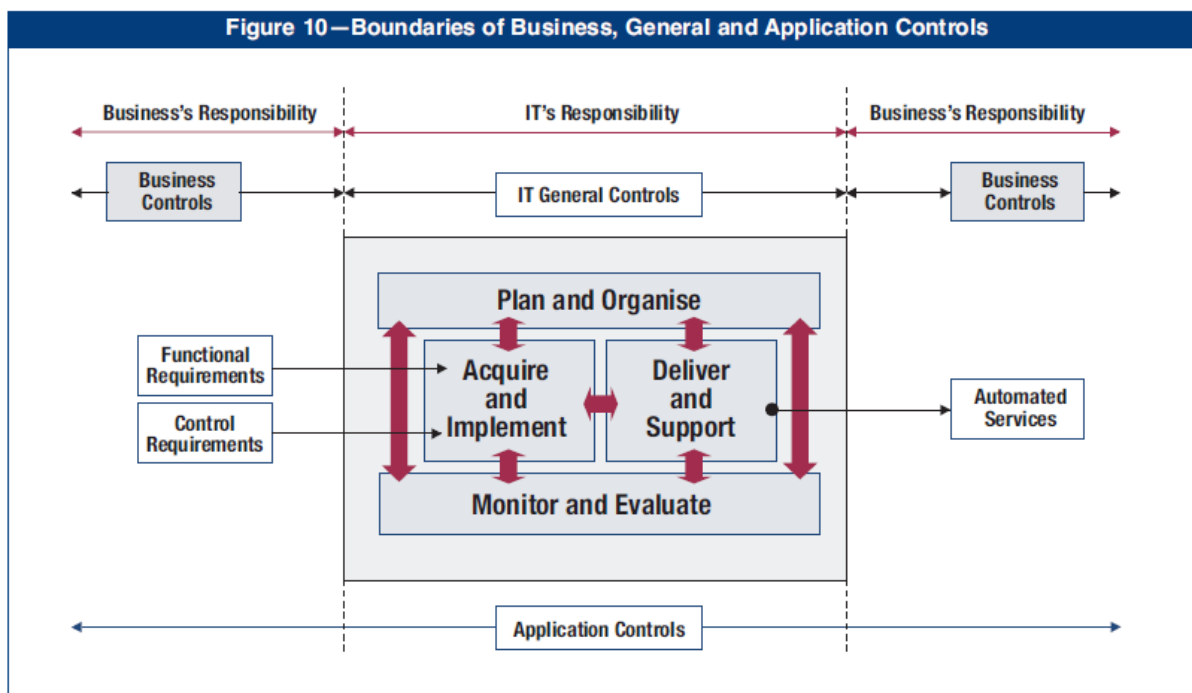 Figure 10—Boundaries of Business, General and Application Controls
Business's Responsibility
IT's Responsibility
Business's Responsibility
Business
Controls
IT General Controls
Business
Controls
Plan and Organise
Functional
Requirements
Control
Requirements
Acquire
and
Implement
Deliver
and
Support
Automated
Services
Monitor and Evaluate
Application Controls